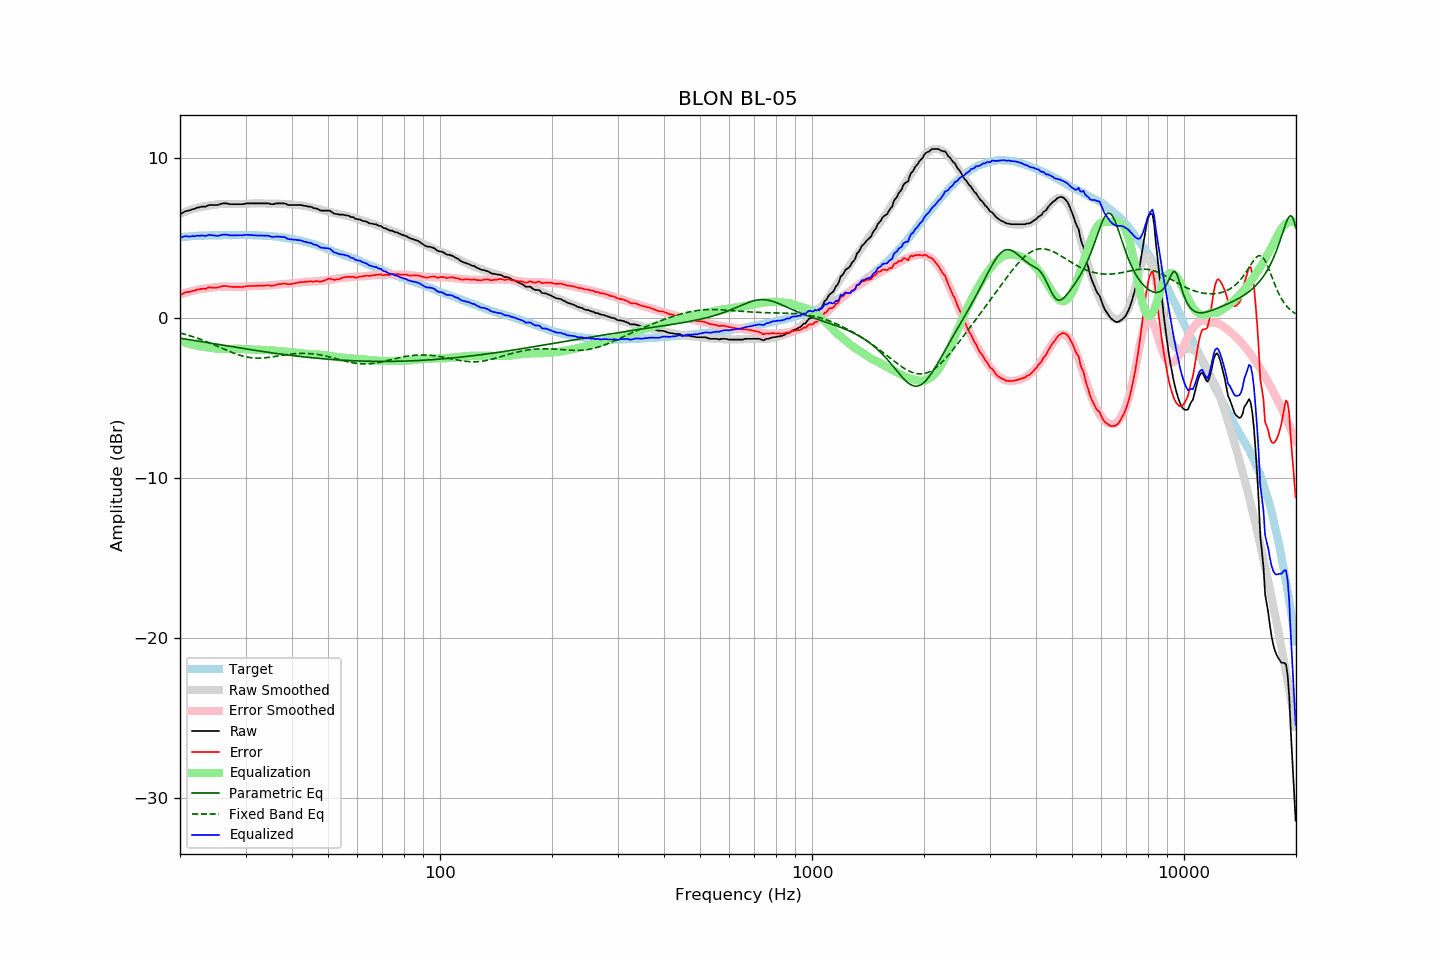 BLON BL-05
Amplitude (dBr)
10
0
−10
−20
−30
Target
Raw Smoothed
Error Smoothed
Raw
Error
Equalization
Parametric Eq
Fixed Band Eq
Equalized
100
1000
10000
Frequency (Hz)